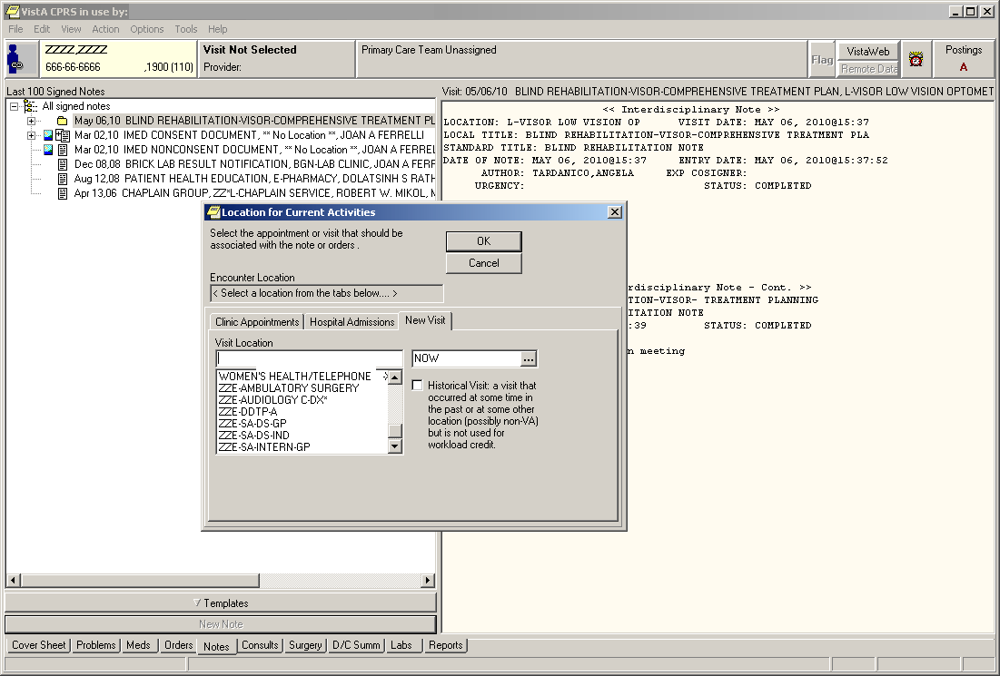 VistA CPRS in use by:
File Edit View Action Options Tools Help
ZZZZ,ZZZZ
666-66-6666 ,1900 (110)
Visit Not Selected
Provider:
Primary Care Team Unassigned
Flag
VistaWeb
Remote Data
Postings
A
Last 100 Signed Notes
All signed notes
May 06,10 BLIND REHABILITATION-VISOR-COMPREHENSIVE TREATMENT PL
Mar 02,10 IMED CONSENT DOCUMENT, ** No Location **, JOAN A FERRELLI
Mar 02,10 IMED NONCONSENT DOCUMENT, ** No Location **, JOAN A FERREL
Dec 08,08 BRICK LAB RESULT NOTIFICATION, BGN-LAB CLINIC, JOAN A FERR
Aug 12,08 PATIENT HEALTH EDUCATION, E-PHARMACY, DOLATSINH S RATH
Apr 13,06 CHAPLAIN GROUP, ZZ*L-CHAPLAIN SERVICE, ROBERT W. MIKOL, M
Visit: 05/06/10 BLIND REHABILITATION-VISOR-COMPREHENSIVE TREATMENT PLAN, L-VISOR LOW VISION OPTOMET
<< Interdisciplinary Note >>
LOCATION: L-VISOR LOW VISION OP VISIT DATE: MAY 06, 2010@15:37
LOCAL TITLE: BLIND REHABILITATION-VISOR-COMPREHENSIVE TREATMENT PLA
STANDARD TITLE: BLIND REHABILITATION NOTE
DATE OF NOTE: MAY 06, 2010@15:37 ENTRY DATE: MAY 06, 2010@15:37:52
AUTHOR: TARDANICO,ANGELA EXP COSIGNER:
URGENCY: STATUS: COMPLETED
rdisciplinary Note - Cont. >>
TION-VISOR- TREATMENT PLANNING
ITATION NOTE
:39 STATUS: COMPLETED
n meeting
Location for Current Activities
Select the appointment or visit that should be
associated with the note or orders .
OK
Cancel
Encounter Location
< Select a location from the tabs below.... >
Clinic Appointments Hospital Admissions New Visit
Visit Location
NOW
...
WOMEN'S HEALTH/TELEPHONE
ZZE-AMBULATORY SURGERY
ZZE-AUDIOLOGY C-DX*
ZZE-DDTP-A
ZZE-SA-DS-GP
ZZE-SA-DS-IND
ZZE-SA-INTERN-GP
Historical Visit: a visit that
occurred at some time in
the past or at some other
location (possibly non-VA)
but is not used for
workload credit.
Templates
New Note
Cover Sheet Problems Meds Orders Notes Consults Surgery D/C Summ Labs Reports